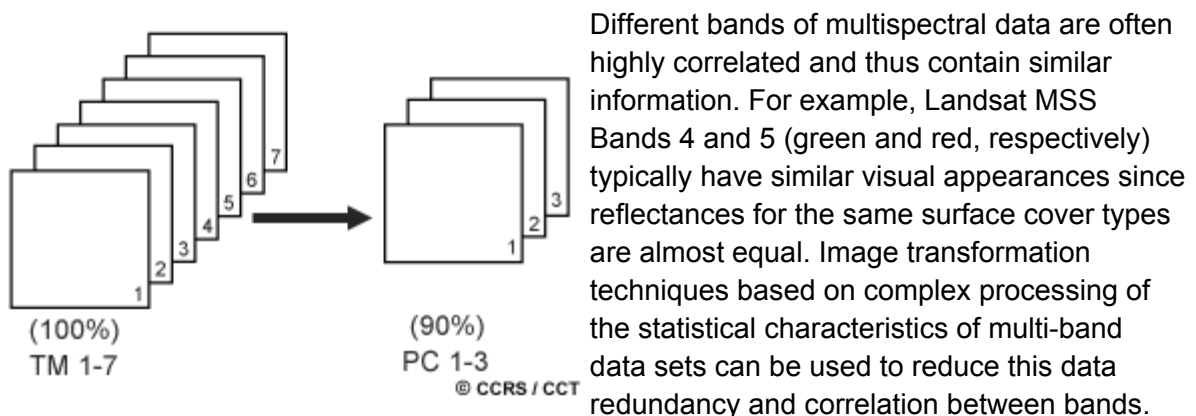 7
6
5
4
3
2
1
(100%)
TM 1-7
3
2
1
(90%)
PC 1-3
© CCRS / CCT
Different bands of multispectral data are often
highly correlated and thus contain similar
information. For example, Landsat MSS
Bands 4 and 5 (green and red, respectively)
typically have similar visual appearances since
reflectances for the same surface cover types
are almost equal. Image transformation
techniques based on complex processing of
the statistical characteristics of multi-band
data sets can be used to reduce this data
redundancy and correlation between bands.